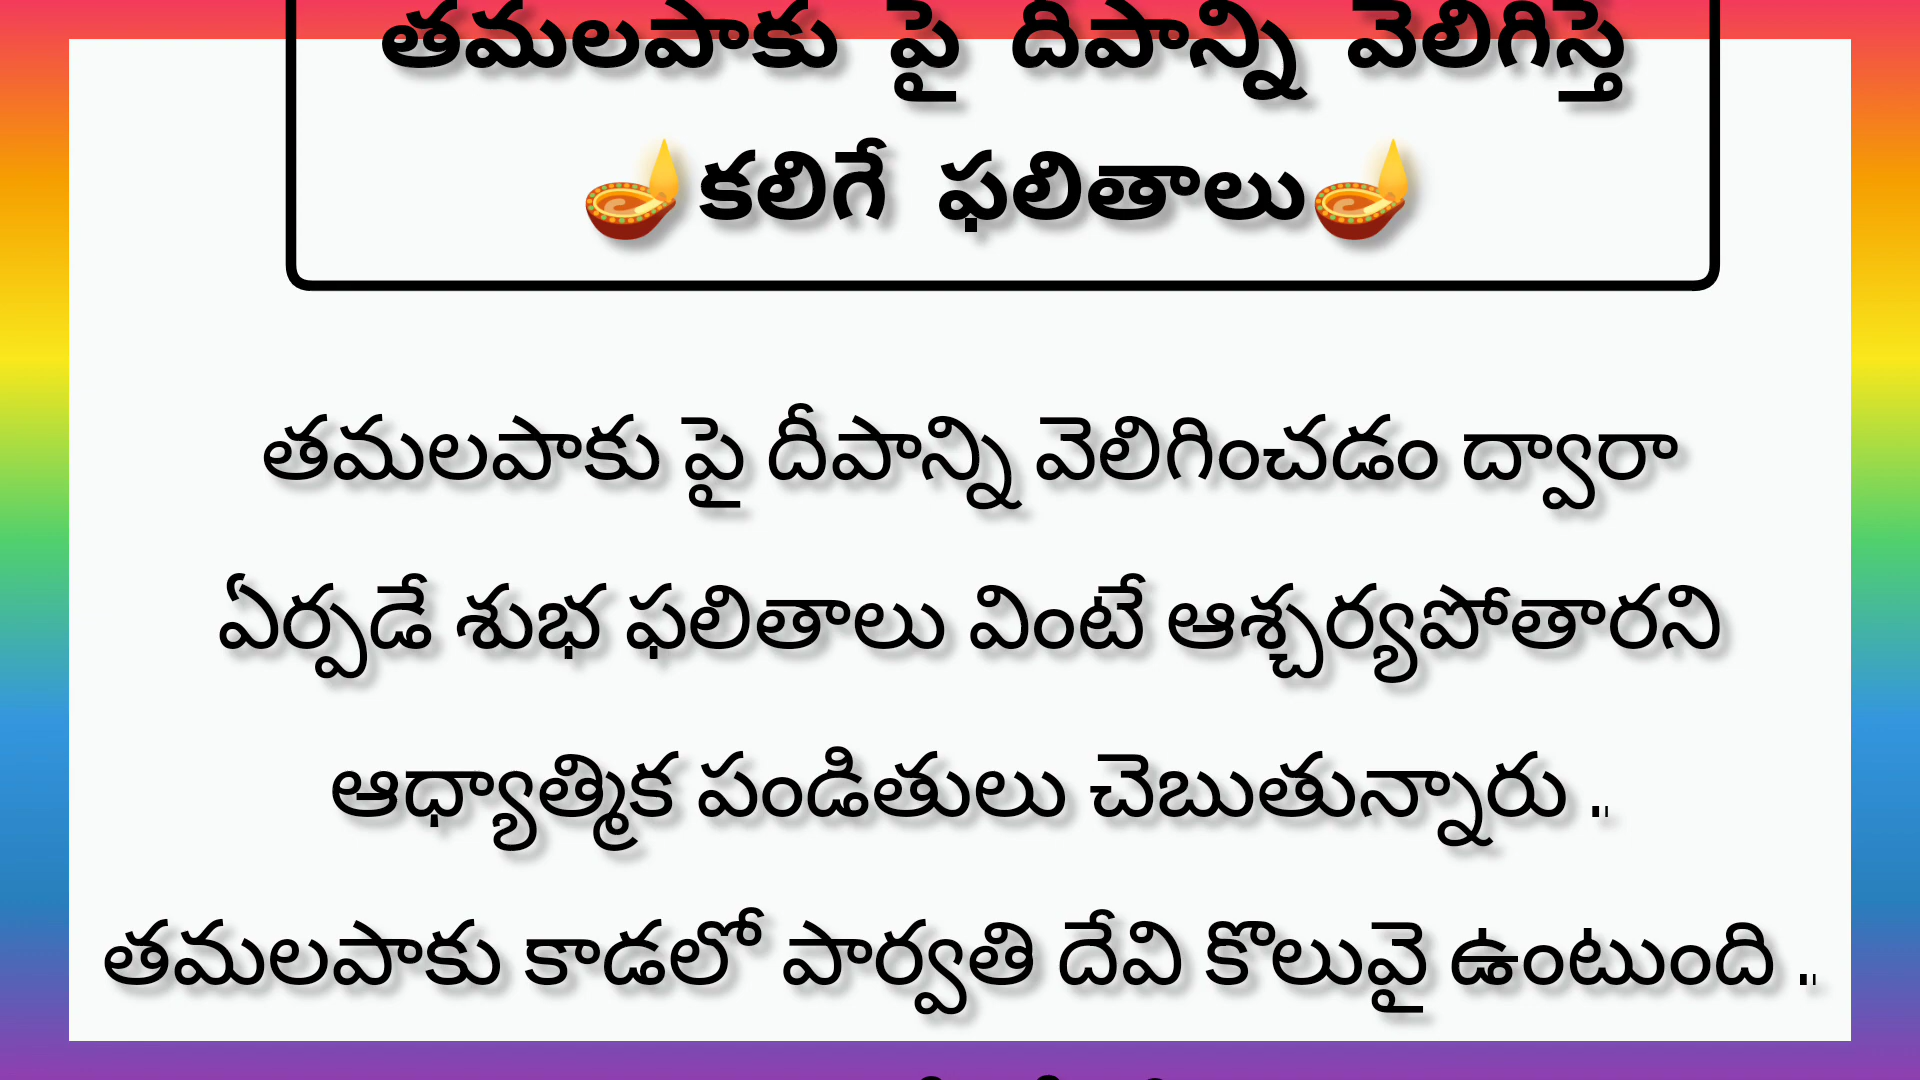 తమలపాకు పై దీపాన్ని వెలిగిస్తే
🪔కలిగే ఫలితాలు🪔
తమలపాకు పై దీపాన్ని వెలిగించడం ద్వారా
ఏర్పడే శుభ ఫలితాలు వింటే ఆశ్చర్యపోతారని
ఆధ్యాత్మిక పండితులు చెబుతున్నారు ..
తమలపాకు కాడలో పార్వతి దేవి కొలువై ఉంటుంది ..